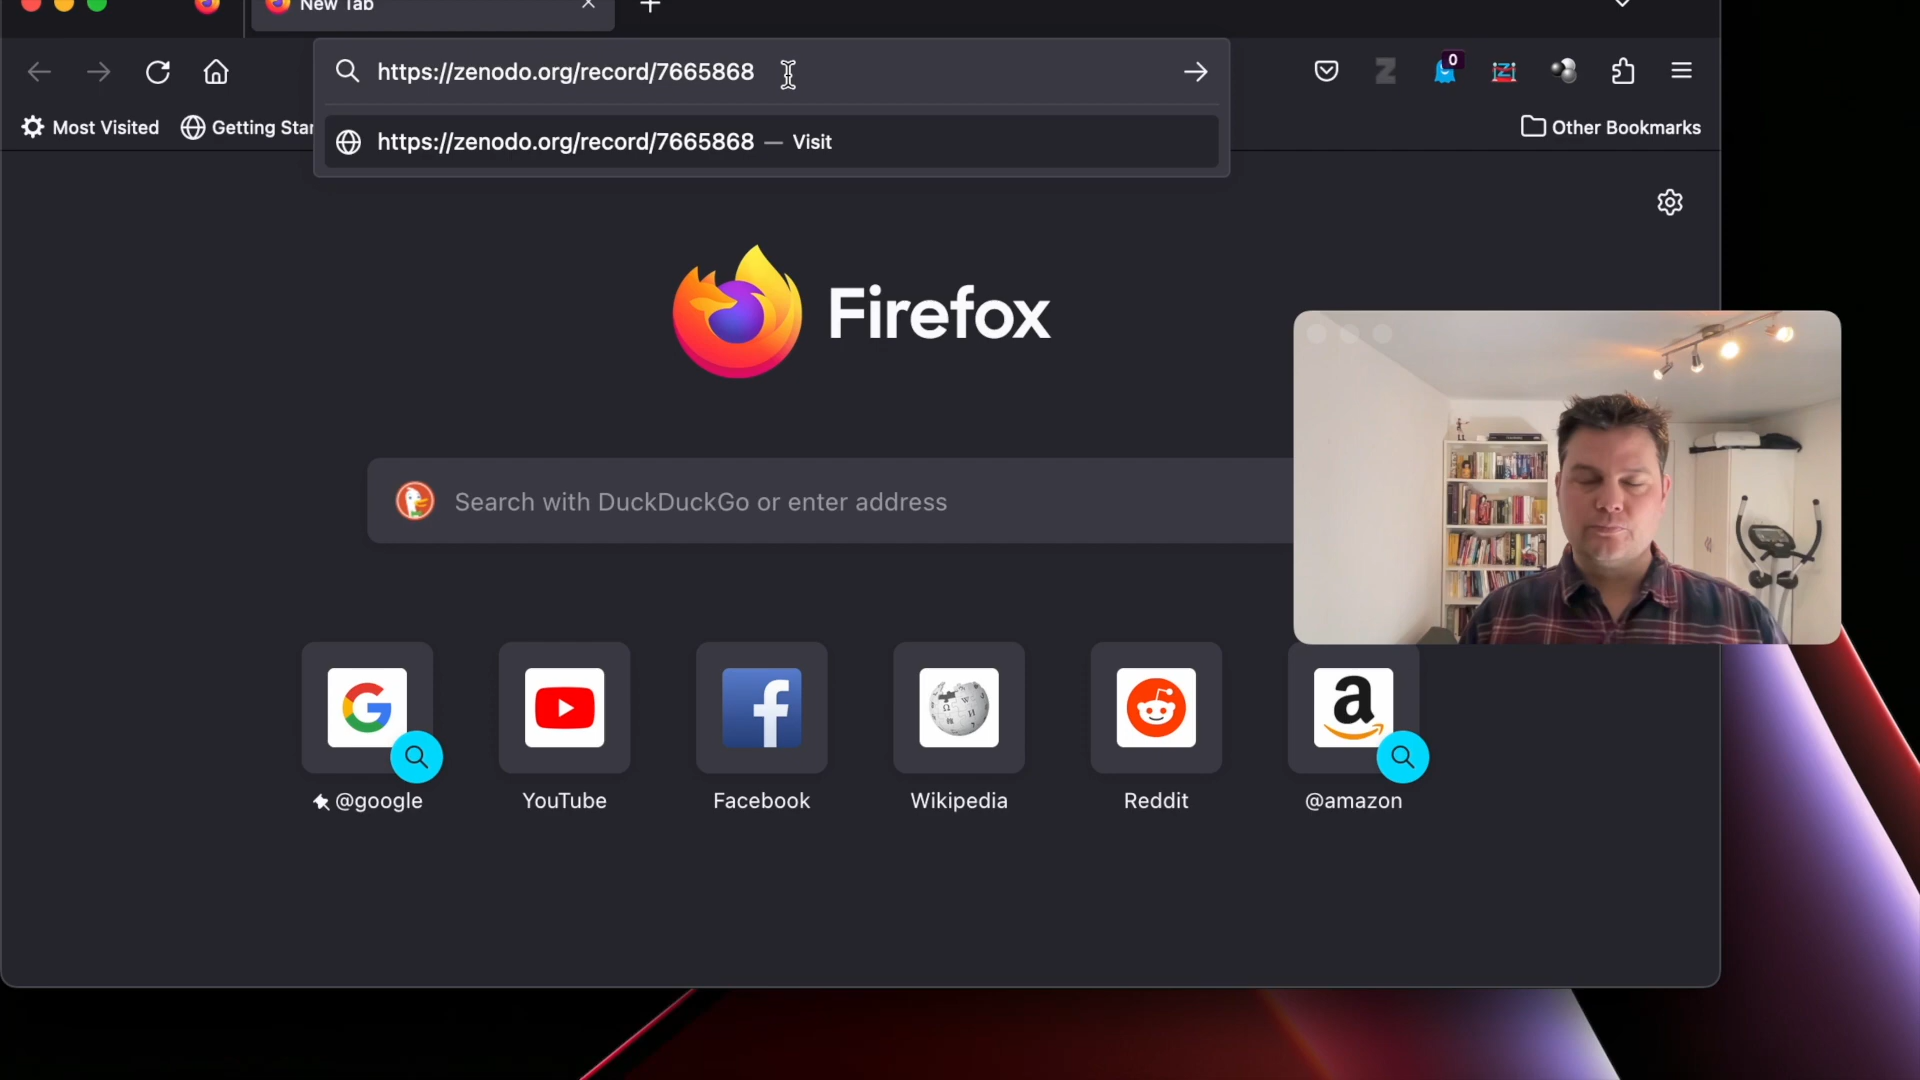 New Tab
https://zenodo.org/record/7665868
0
Most Visited
Getting Star
Other Bookmarks
https://zenodo.org/record/7665868 — Visit
Firefox
Search with DuckDuckGo or enter address
@google
YouTube
Facebook
Wikipedia
Reddit
@amazon